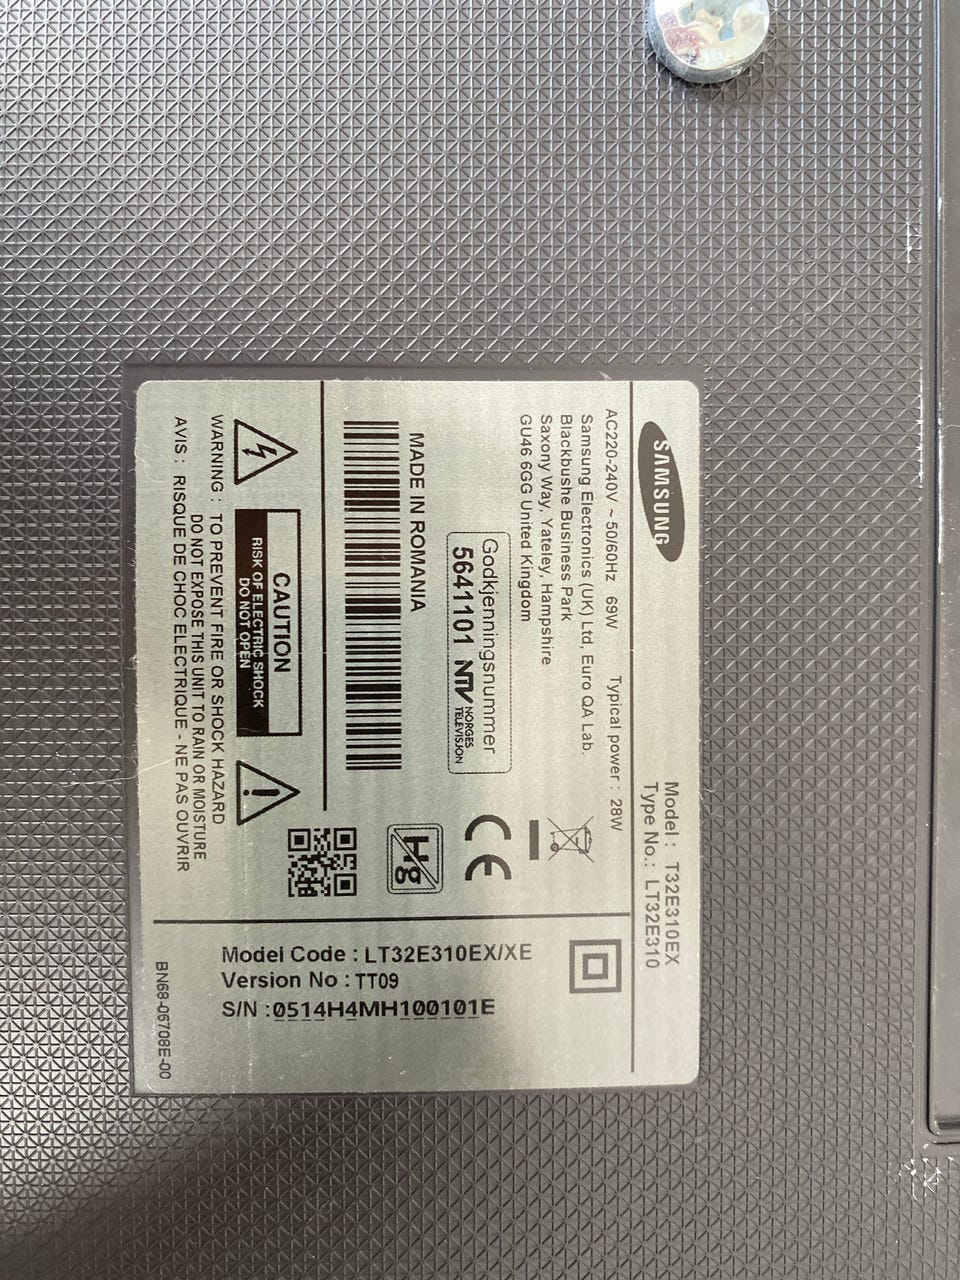 SAMSUNG
Model : T32E310EX
Type No.: LT32E310
AC220-240V ~ 50/60Hz 69W Typical power : 28W
Samsung Electronics (UK) Ltd, Euro QA Lab.
Blackbushe Business Park
Saxony Way, Yateley, Hampshire
GU46 6GG United Kingdom
Godkjenningsnummer
5641101 NTV NORGES
TELEVISJON
MADE IN ROMANIA
CE
Hg
CAUTION
RISK OF ELECTRIC SHOCK
DO NOT OPEN
WARNING : TO PREVENT FIRE OR SHOCK HAZARD
DO NOT EXPOSE THIS UNIT TO RAIN OR MOISTURE
AVIS : RISQUE DE CHOC ELECTRIQUE - NE PAS OUVRIR
Model Code : LT32E310EX/XE
Version No : TT09
S/N :0514H4MH100101E
BN68-06708E-00